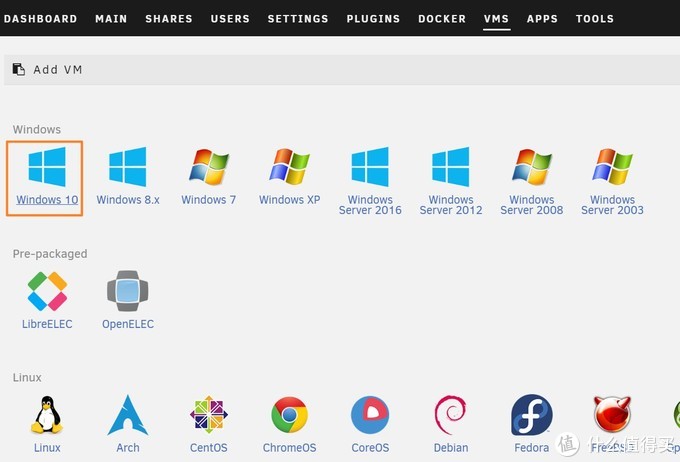 DASHBOARD MAIN SHARES USERS SETTINGS PLUGINS DOCKER VMS APPS TOOLS
Add VM
Windows
Windows 10 Windows 8.x Windows 7 Windows XP Windows Server 2016 Windows Server 2012 Windows Server 2008 Windows Server 2003
Pre-packaged
LibreELEC OpenELEC
Linux
Linux Arch CentOS ChromeOS CoreOS Debian Fedora
值 什么值得买